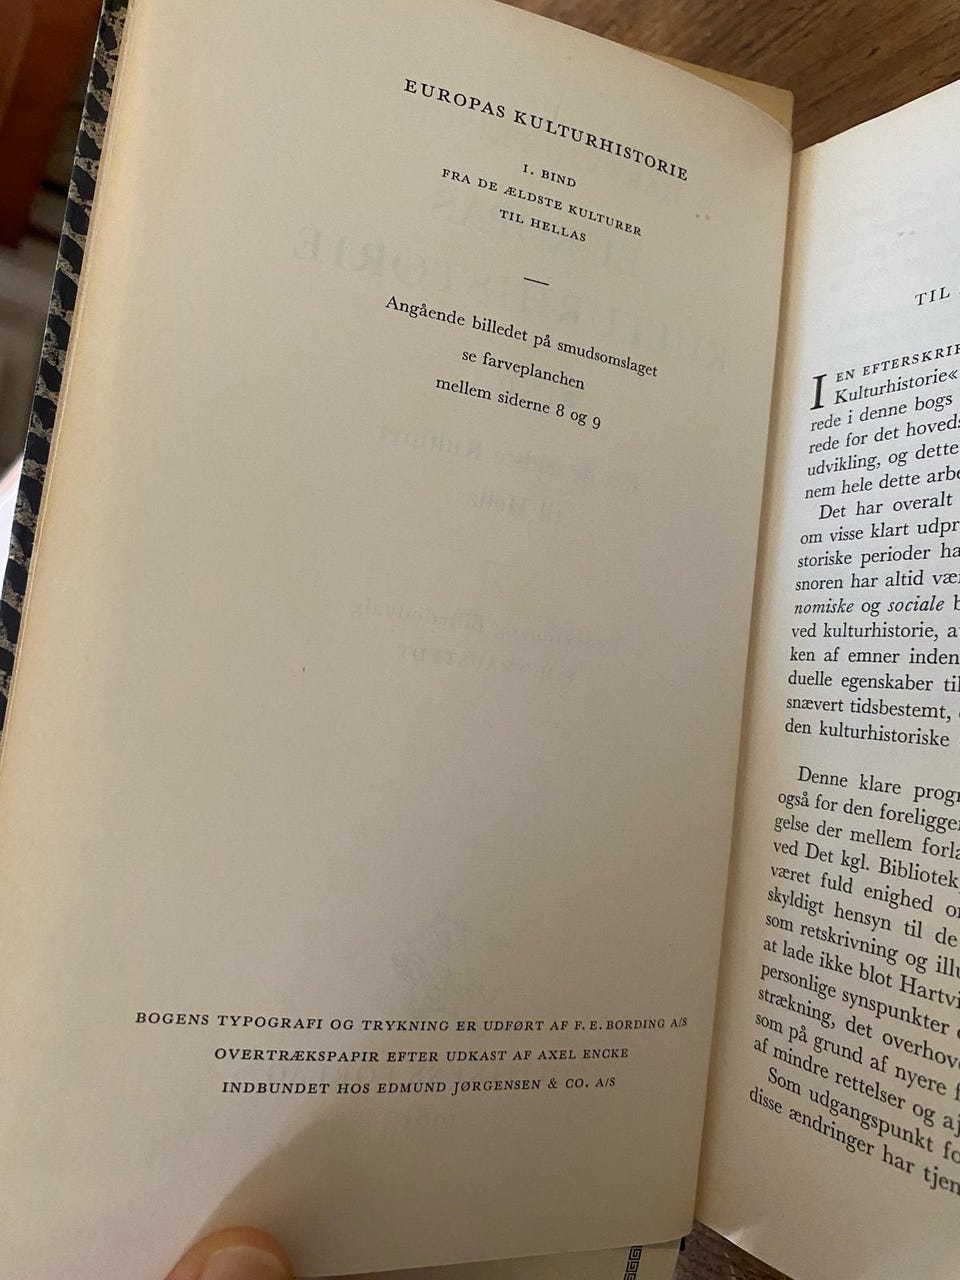 EUROPAS KULTURHISTORIE
I. BIND
FRA DE ÆLDSTE KULTURER
TIL HELLAS
Angående billedet på smudsomslaget
se farveplanchen
mellem siderne 8 og 9
BOGENS TYPOGRAFI OG TRYKNING ER UDFØRT AF F. E. BORDING A/S
OVERTRÆKSPAPIR EFTER UDKAST AF AXEL ENCKE
INDBUNDET HOS EDMUND JØRGENSEN & CO. A/S
TIL
I EN EFTERSKRI
Kulturhistorie«
rede i denne bogs
rede for det hoveds
udvikling, og dette
nem hele dette arbe
Det har overalt
om visse klart udpr
storiske perioder ha
snoren har altid væ
nomiske og sociale b
ved kulturhistorie, a
ken af emner inden
duelle egenskaber til
snævert tidsbestemt,
den kulturhistoriske
Denne klare progr
også for den foreligge
gelse der mellem forla
ved Det kgl. Bibliotek
været fuld enighed o
skyldigt hensyn til de
som retskrivning og illu
at lade ikke blot Hartvi
personlige synspunkter
strækning, det overhov
som på grund af nyere f
af mindre rettelser og aj
Som udgangspunkt fo
disse ændringer har tjen